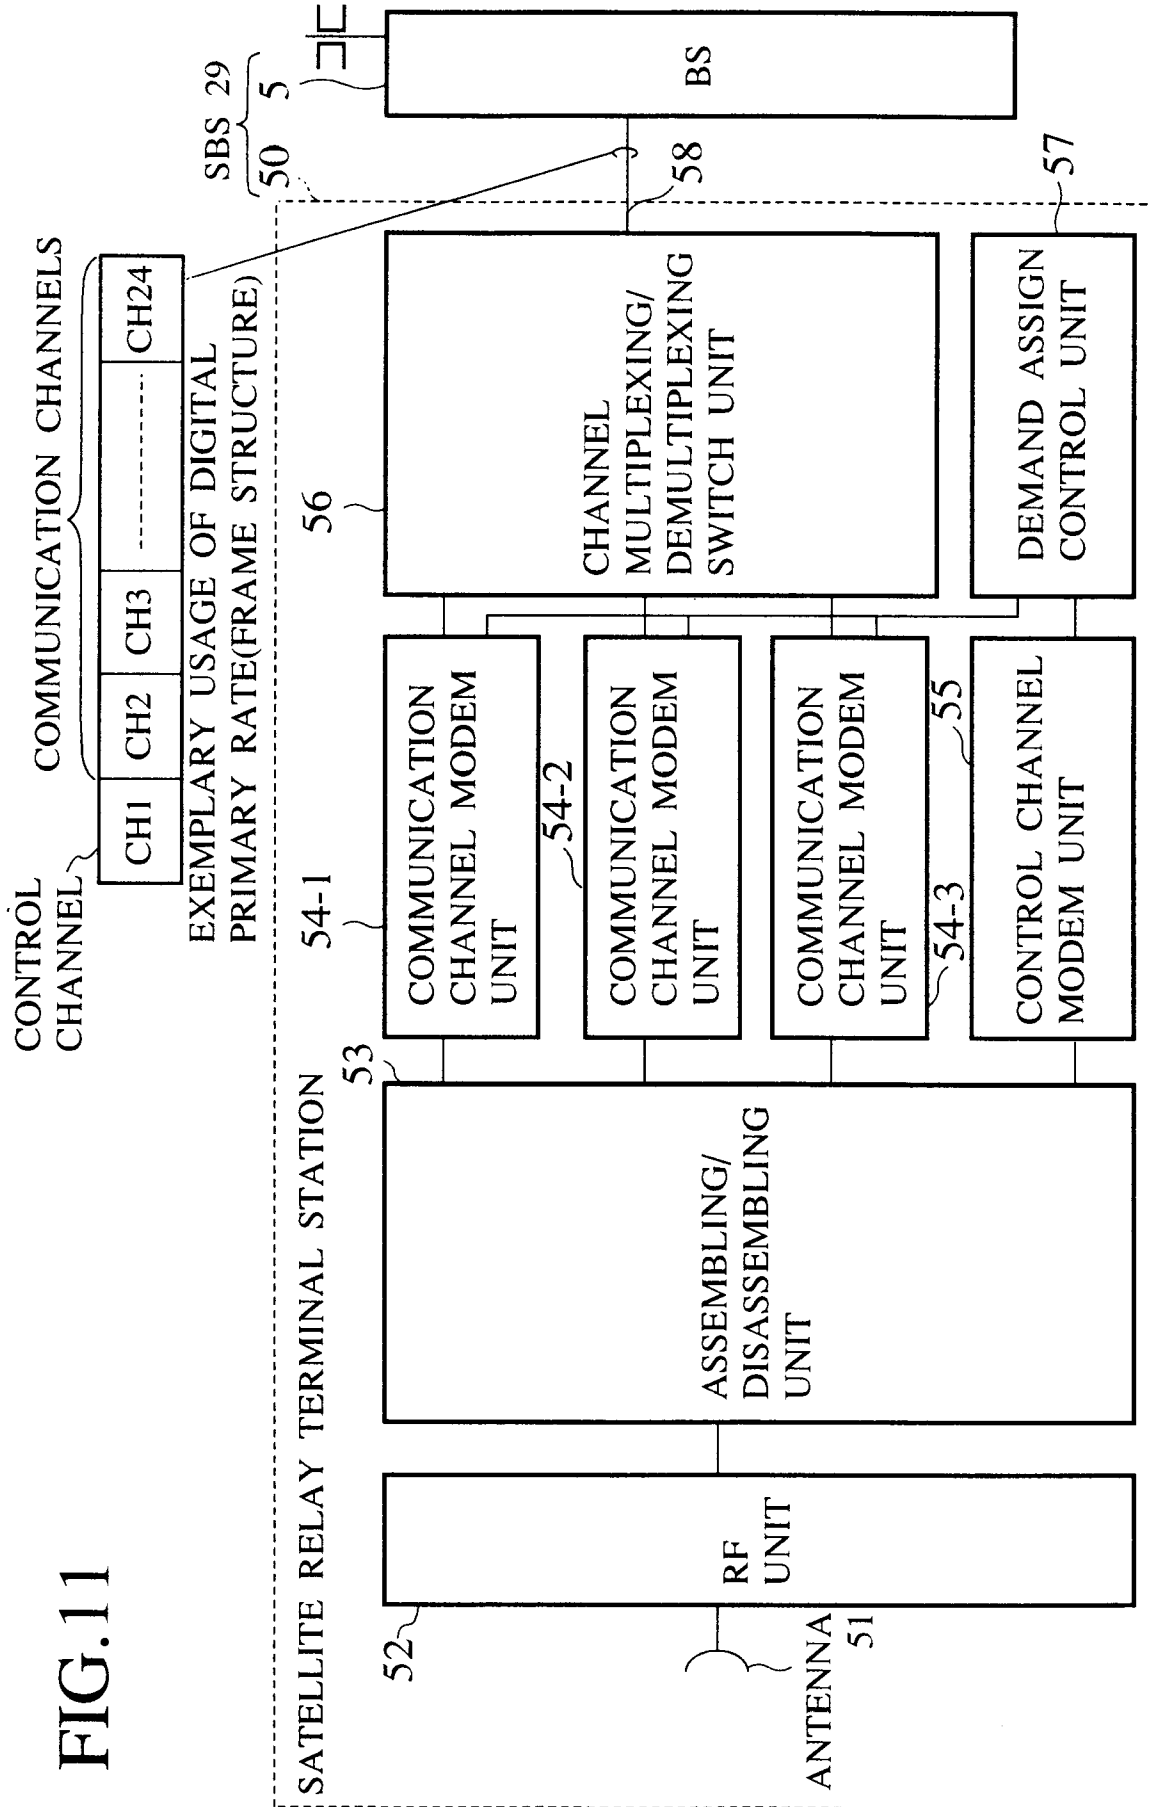 FIG.11
CONTROL
CHANNEL
COMMUNICATION CHANNELS
CH1 CH2 CH3 CH24
EXEMPLARY USAGE OF DIGITAL
PRIMARY RATE(FRAME STRUCTURE)
SBS 29
50 5
SATELLITE RELAY TERMINAL STATION
52
RF
UNIT
ANTENNA
51
53
ASSEMBLING/
DISASSEMBLING
UNIT
54-1
COMMUNICATION
CHANNEL MODEM
UNIT
54-2
COMMUNICATION
CHANNEL MODEM
UNIT
COMMUNICATION
CHANNEL MODEM
UNIT
54-3
55
CONTROL CHANNEL
MODEM UNIT
56
CHANNEL
MULTIPLEXING/
DEMULTIPLEXING
SWITCH UNIT
DEMAND ASSIGN
CONTROL UNIT
57
58
BS